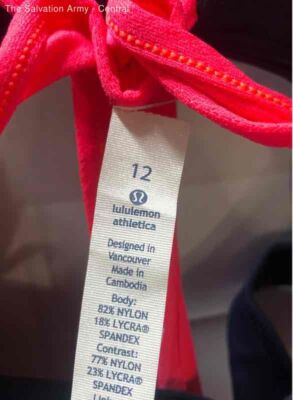 The Salvation Army - Central
12
lululemon
athletica
Designed in
Vancouver
Made in
Cambodia
Body:
82% NYLON
18% LYCRA®
SPANDEX
Contrast:
77% NYLON
23% LYCRA®
SPANDEX